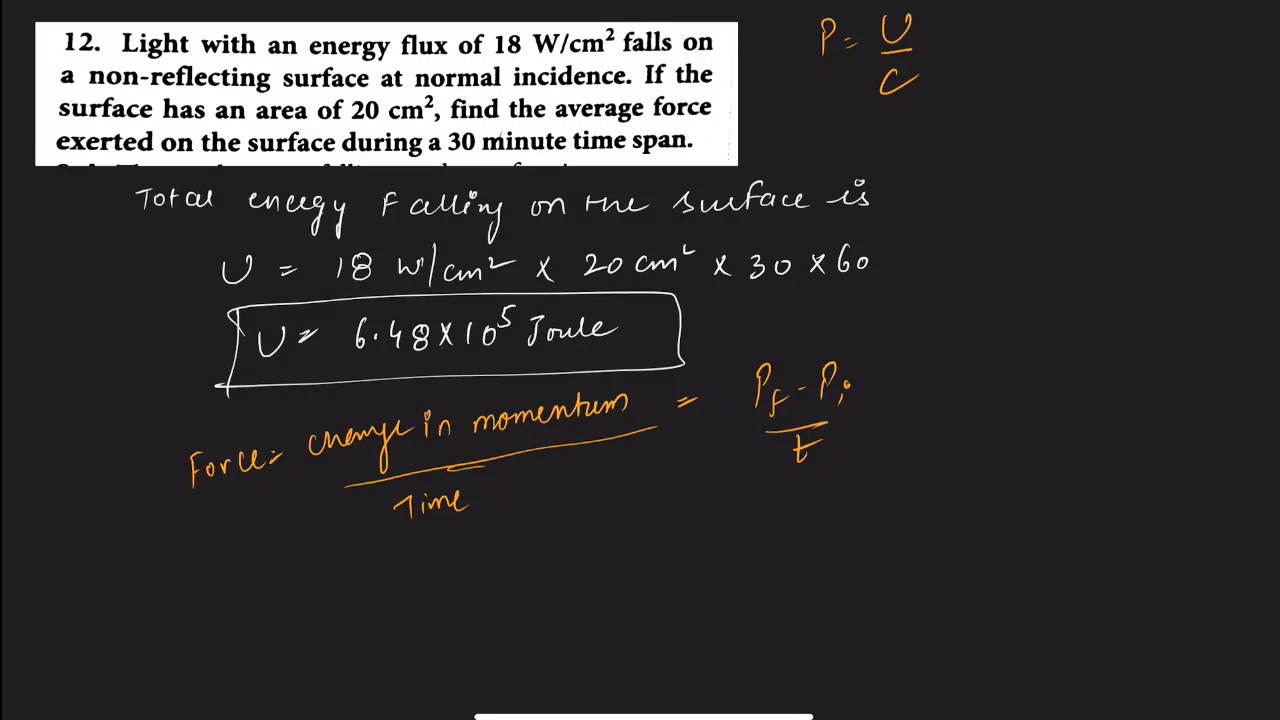 12. Light with an energy flux of 18 W/cm² falls on
a non-reflecting surface at normal incidence. If the
surface has an area of 20 cm², find the average force
exerted on the surface during a 30 minute time span.
P = U/C
Total energy falling on the surface is
U = 18 W/cm² × 20 cm² × 30 × 60
U = 6.48 × 10⁵ Joule
Force = change in momentum / Time = Pf - Pi / t